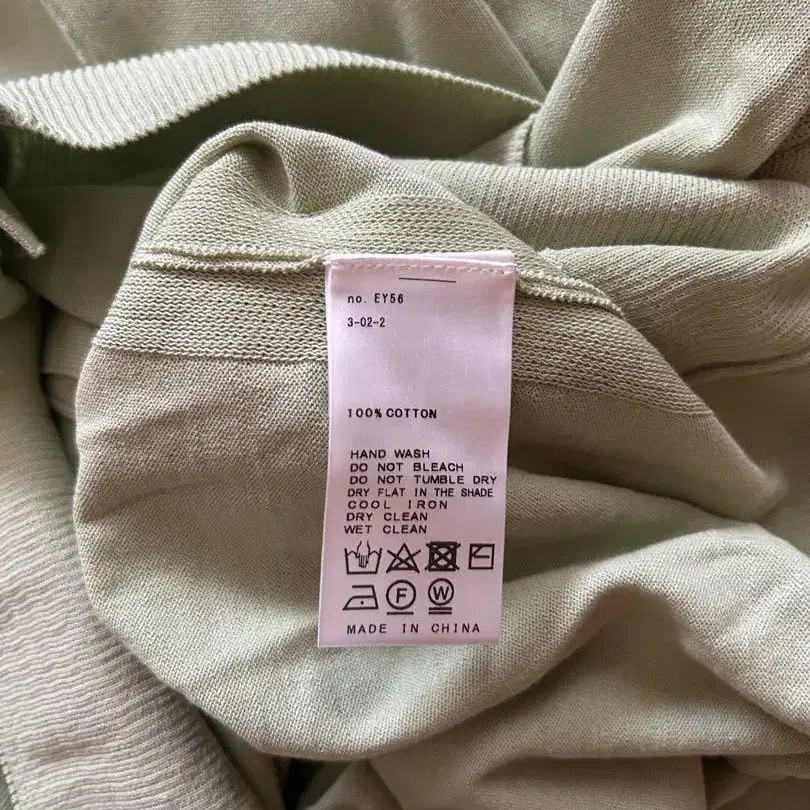 no. EY56
3-02-2
100% COTTON
HAND WASH
DO NOT BLEACH
DO NOT TUMBLE DRY
DRY FLAT IN THE SHADE
COOL IRON
DRY CLEAN
WET CLEAN
F W
MADE IN CHINA